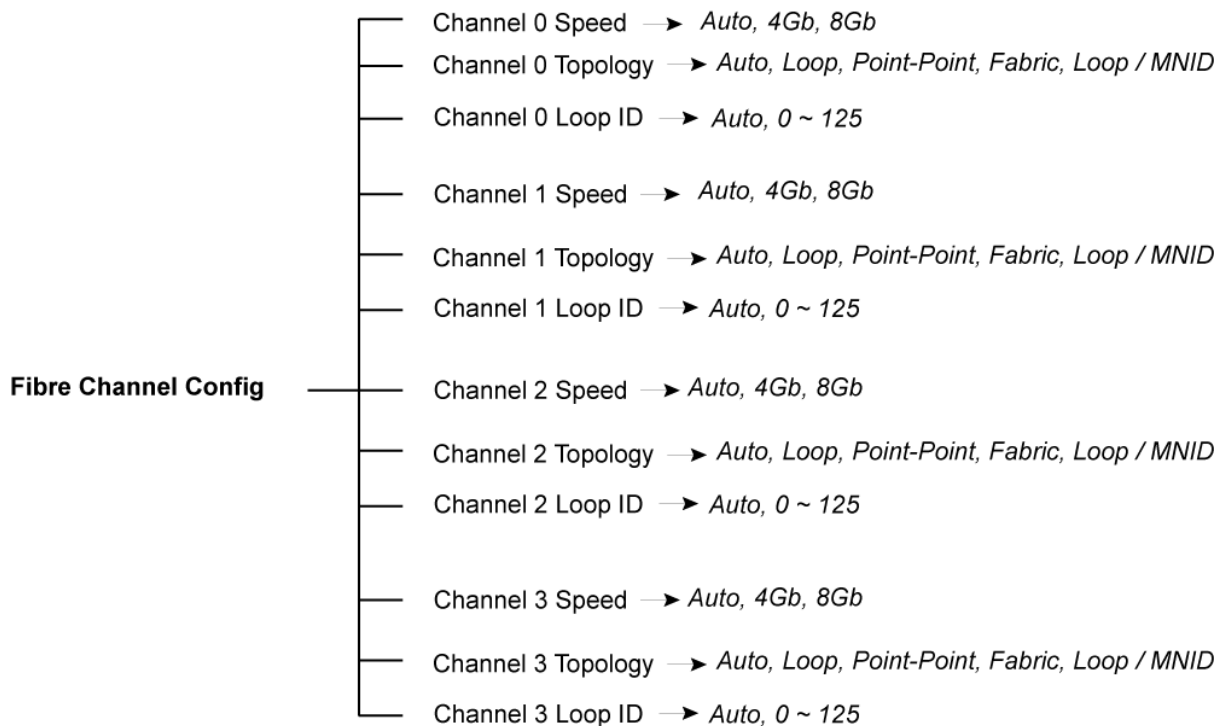 Channel 0 Speed Auto, 4Gb, 8Gb
Channel 0 Topology Auto, Loop, Point-Point, Fabric, Loop / MNID
Channel 0 Loop ID Auto, 0 ~ 125
Channel 1 Speed Auto, 4Gb, 8Gb
Channel 1 Topology Auto, Loop, Point-Point, Fabric, Loop / MNID
Channel 1 Loop ID Auto, 0 ~ 125
Fibre Channel Config
Channel 2 Speed Auto, 4Gb, 8Gb
Channel 2 Topology Auto, Loop, Point-Point, Fabric, Loop / MNID
Channel 2 Loop ID Auto, 0 ~ 125
Channel 3 Speed Auto, 4Gb, 8Gb
Channel 3 Topology Auto, Loop, Point-Point, Fabric, Loop / MNID
Channel 3 Loop ID Auto, 0 ~ 125